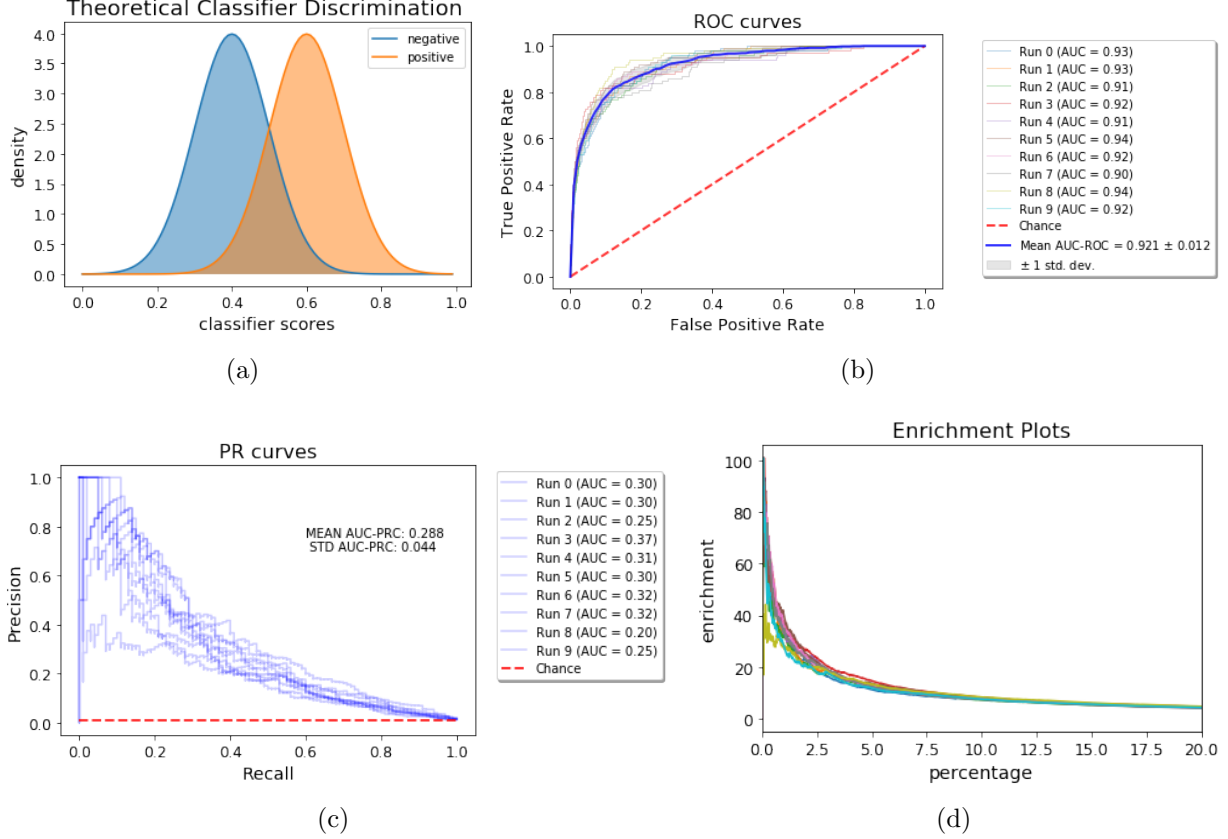 Theoretical Classifier Discrimination
4.0
3.5
3.0
2.5
2.0
1.5
1.0
0.5
0.0
density
negative
positive
0.0 0.2 0.4 0.6 0.8 1.0
classifier scores
(a)
ROC curves
1.0
0.8
0.6
0.4
0.2
0.0
True Positive Rate
0.0 0.2 0.4 0.6 0.8 1.0
False Positive Rate
Run 0 (AUC = 0.93)
Run 1 (AUC = 0.93)
Run 2 (AUC = 0.91)
Run 3 (AUC = 0.92)
Run 4 (AUC = 0.91)
Run 5 (AUC = 0.94)
Run 6 (AUC = 0.92)
Run 7 (AUC = 0.90)
Run 8 (AUC = 0.94)
Run 9 (AUC = 0.92)
Chance
Mean AUC-ROC = 0.921 ± 0.012
± 1 std. dev.
(b)
PR curves
1.0
0.8
0.6
0.4
0.2
0.0
Precision
MEAN AUC-PRC: 0.288
STD AUC-PRC: 0.044
0.0 0.2 0.4 0.6 0.8 1.0
Recall
Run 0 (AUC = 0.30)
Run 1 (AUC = 0.30)
Run 2 (AUC = 0.25)
Run 3 (AUC = 0.37)
Run 4 (AUC = 0.31)
Run 5 (AUC = 0.30)
Run 6 (AUC = 0.32)
Run 7 (AUC = 0.32)
Run 8 (AUC = 0.20)
Run 9 (AUC = 0.25)
Chance
(c)
Enrichment Plots
100
80
60
40
20
0
enrichment
0.0 2.5 5.0 7.5 10.0 12.5 15.0 17.5 20.0
percentage
(d)